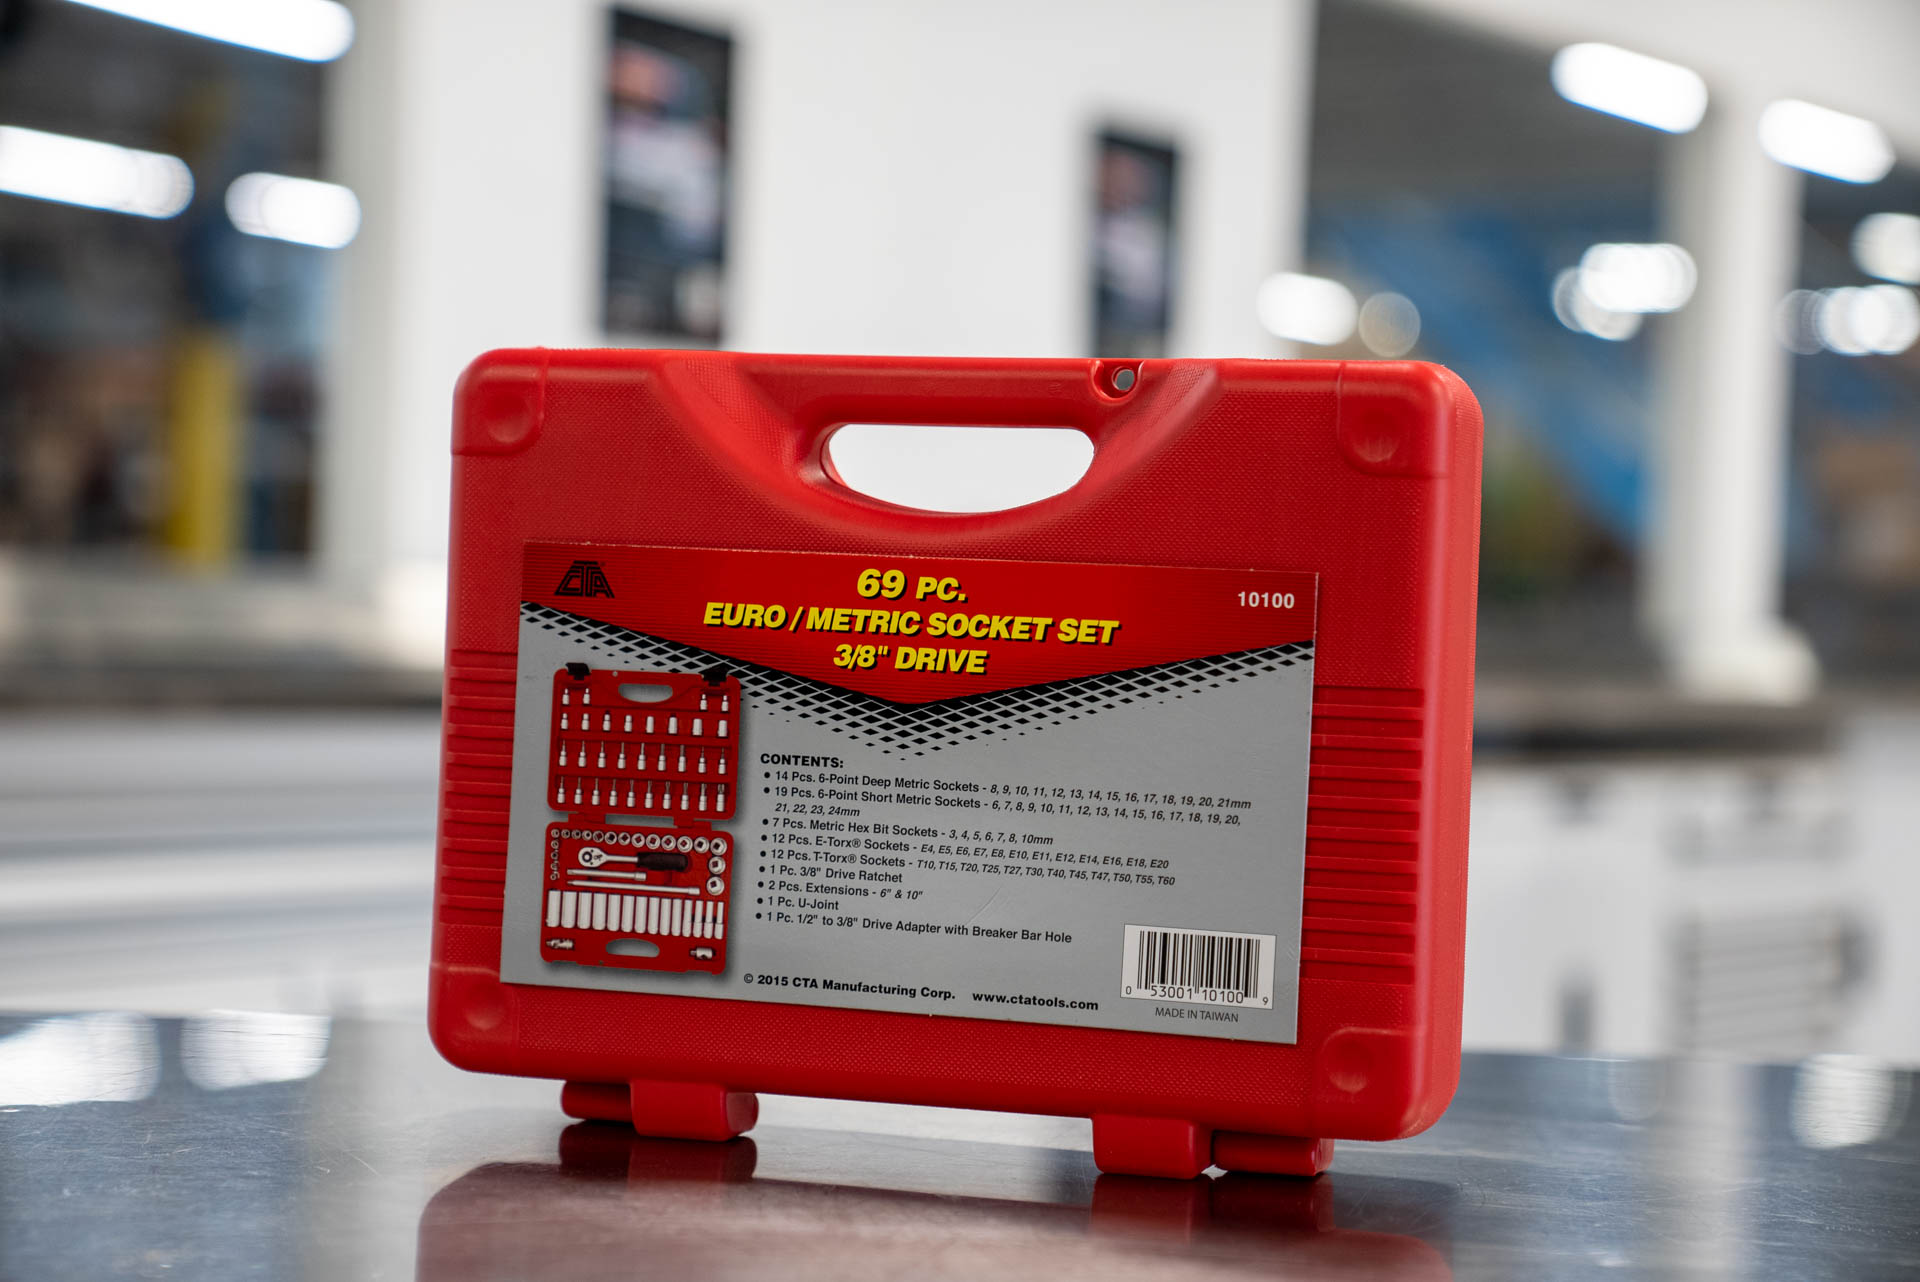 CTA
69 PC.
10100
EURO / METRIC SOCKET SET
3/8" DRIVE
CONTENTS:
• 14 Pcs. 6-Point Deep Metric Sockets - 8, 9, 10, 11, 12, 13, 14, 15, 16, 17, 18, 19, 20, 21mm
• 19 Pcs. 6-Point Short Metric Sockets - 6, 7, 8, 9, 10, 11, 12, 13, 14, 15, 16, 17, 18, 19, 20,
21, 22, 23, 24mm
• 7 Pcs. Metric Hex Bit Sockets - 3, 4, 5, 6, 7, 8, 10mm
• 12 Pcs. E-Torx® Sockets - E4, E5, E6, E7, E8, E10, E11, E12, E14, E16, E18, E20
• 12 Pcs. T-Torx® Sockets - T10, T15, T20, T25, T27, T30, T40, T45, T47, T50, T55, T60
• 1 Pc. 3/8" Drive Ratchet
• 2 Pcs. Extensions - 6" & 10"
• 1 Pc. U-Joint
• 1 Pc. 1/2" to 3/8" Drive Adapter with Breaker Bar Hole
© 2015 CTA Manufacturing Corp. www.ctatools.com
0 53001 10100 9
MADE IN TAIWAN